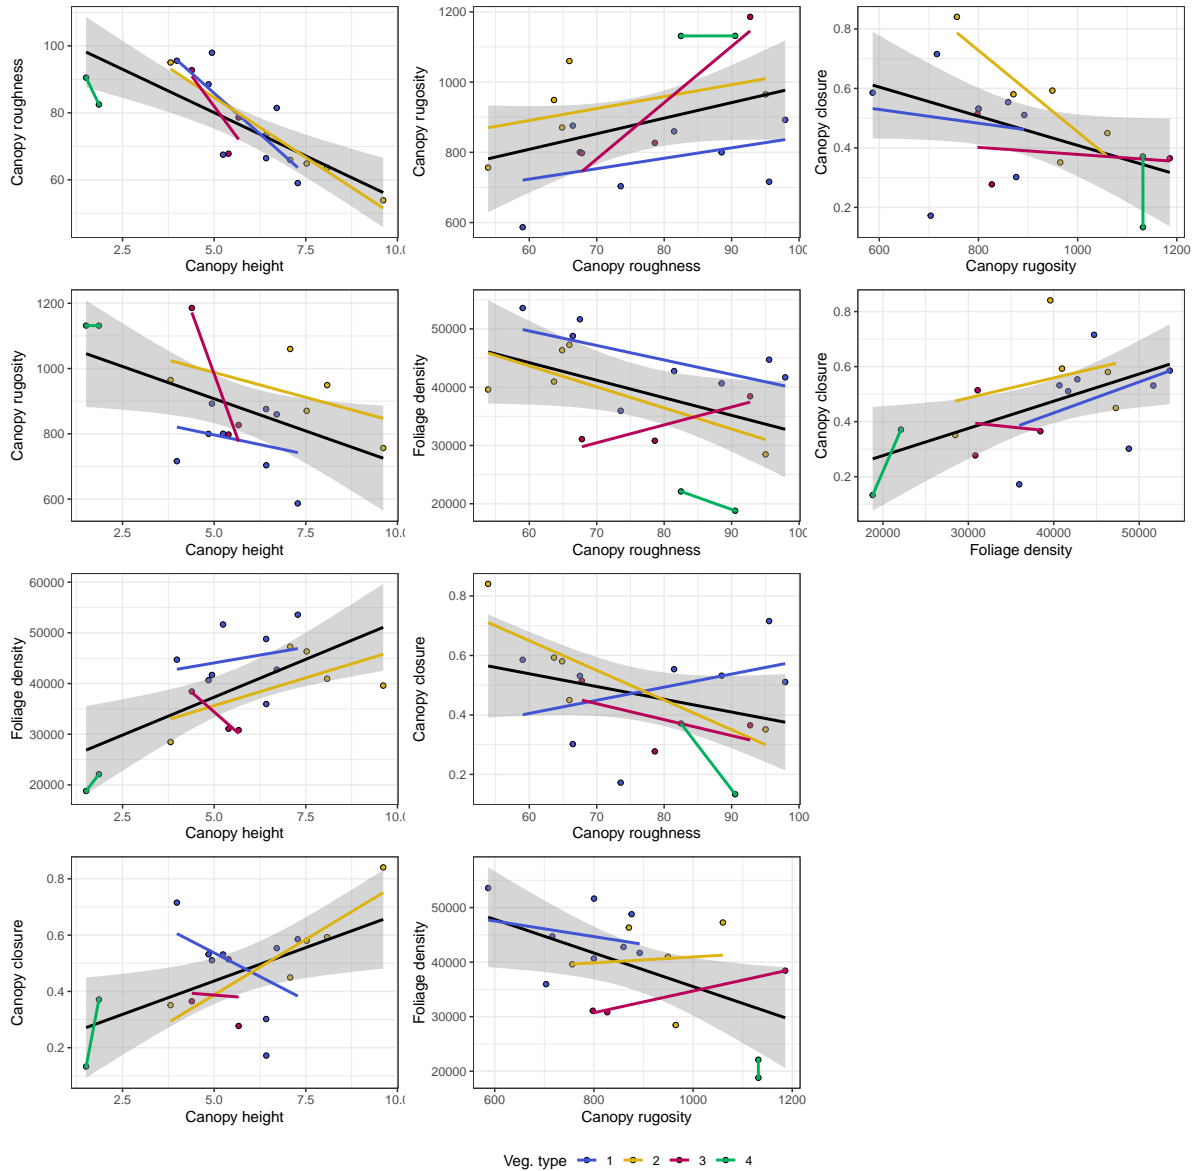 100
80
60
2.5 5.0 7.5 10.0
Canopy height
Canopy roughness
1200
1000
800
600
60 70 80 90 100
Canopy roughness
Canopy rugosity
0.8
0.6
0.4
0.2
600 800 1000 1200
Canopy rugosity
Canopy closure
1200
1000
800
600
2.5 5.0 7.5 10.0
Canopy height
Canopy rugosity
50000
40000
30000
20000
60 70 80 90 100
Canopy roughness
Foliage density
0.8
0.6
0.4
0.2
20000 30000 40000 50000
Foliage density
Canopy closure
60000
50000
40000
30000
20000
2.5 5.0 7.5 10.0
Canopy height
Foliage density
0.8
0.6
0.4
0.2
60 70 80 90 100
Canopy roughness
Canopy closure
0.8
0.6
0.4
0.2
2.5 5.0 7.5 10.0
Canopy height
Canopy closure
50000
40000
30000
20000
600 800 1000 1200
Canopy rugosity
Foliage density
Veg. type 1 2 3 4